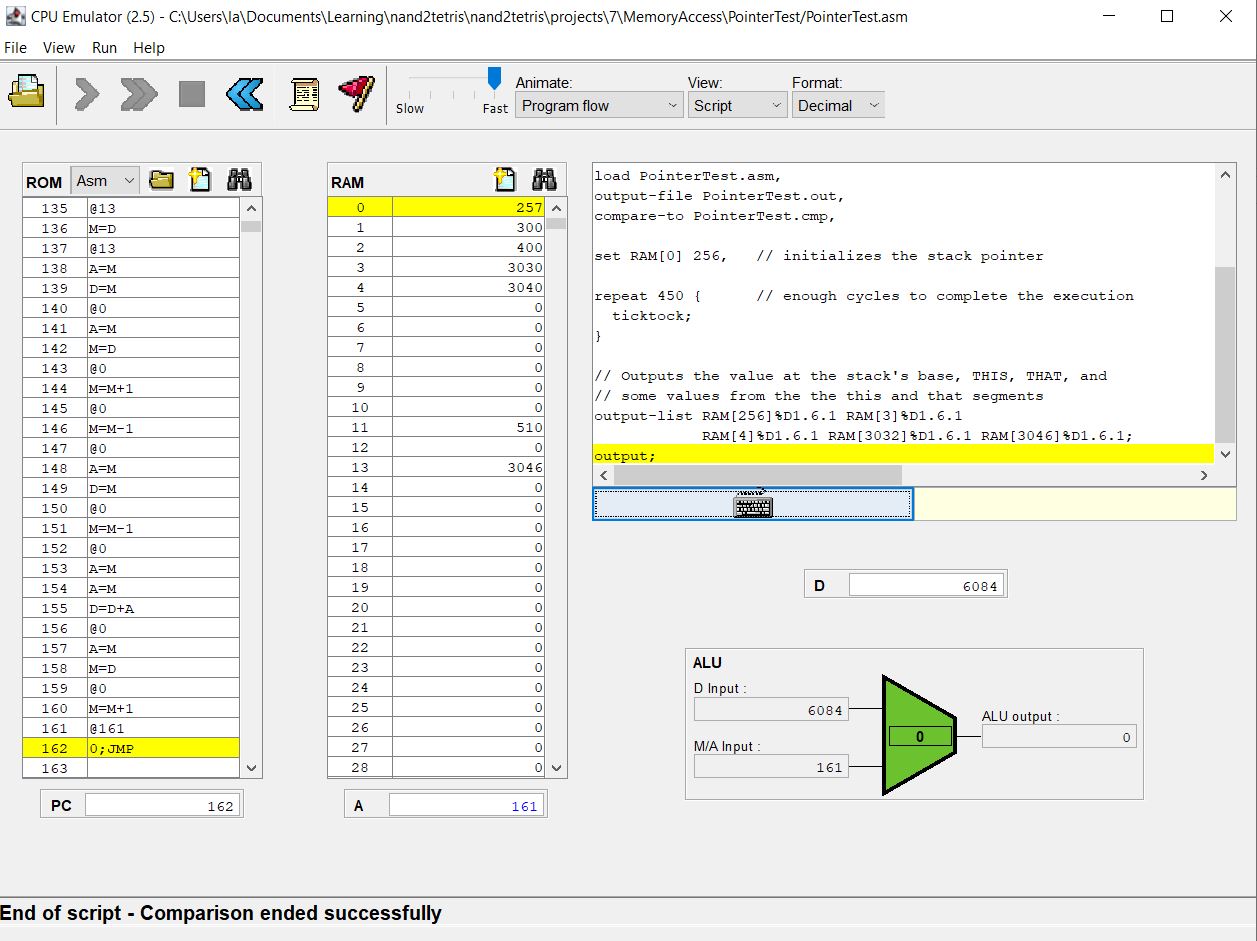 CPU Emulator (2.5) - C:\Users\la\Documents\Learning\nand2tetris\nand2tetris\projects\7\MemoryAccess\PointerTest/PointerTest.asm
File View Run Help
Slow Fast
Animate: View: Format:
Program flow Script Decimal
ROM Asm
135 @13
136 M=D
137 @13
138 A=M
139 D=M
140 @0
141 A=M
142 M=D
143 @0
144 M=M+1
145 @0
146 M=M-1
147 @0
148 A=M
149 D=M
150 @0
151 M=M-1
152 @0
153 A=M
154 A=M
155 D=D+A
156 @0
157 A=M
158 M=D
159 @0
160 M=M+1
161 @161
162 0;JMP
163
PC 162
RAM
0 257
1 300
2 400
3 3030
4 3040
5 0
6 0
7 0
8 0
9 0
10 0
11 510
12 0
13 3046
14 0
15 0
16 0
17 0
18 0
19 0
20 0
21 0
22 0
23 0
24 0
25 0
26 0
27 0
28 0
A 161
load PointerTest.asm,
output-file PointerTest.out,
compare-to PointerTest.cmp,
set RAM[0] 256, // initializes the stack pointer
repeat 450 { // enough cycles to complete the execution
ticktock;
}
// Outputs the value at the stack's base, THIS, THAT, and
// some values from the the this and that segments
output-list RAM[256]%D1.6.1 RAM[3]%D1.6.1
RAM[4]%D1.6.1 RAM[3032]%D1.6.1 RAM[3046]%D1.6.1;
output;
D 6084
ALU
D Input :
6084
M/A Input :
161
0
ALU output :
0
End of script - Comparison ended successfully